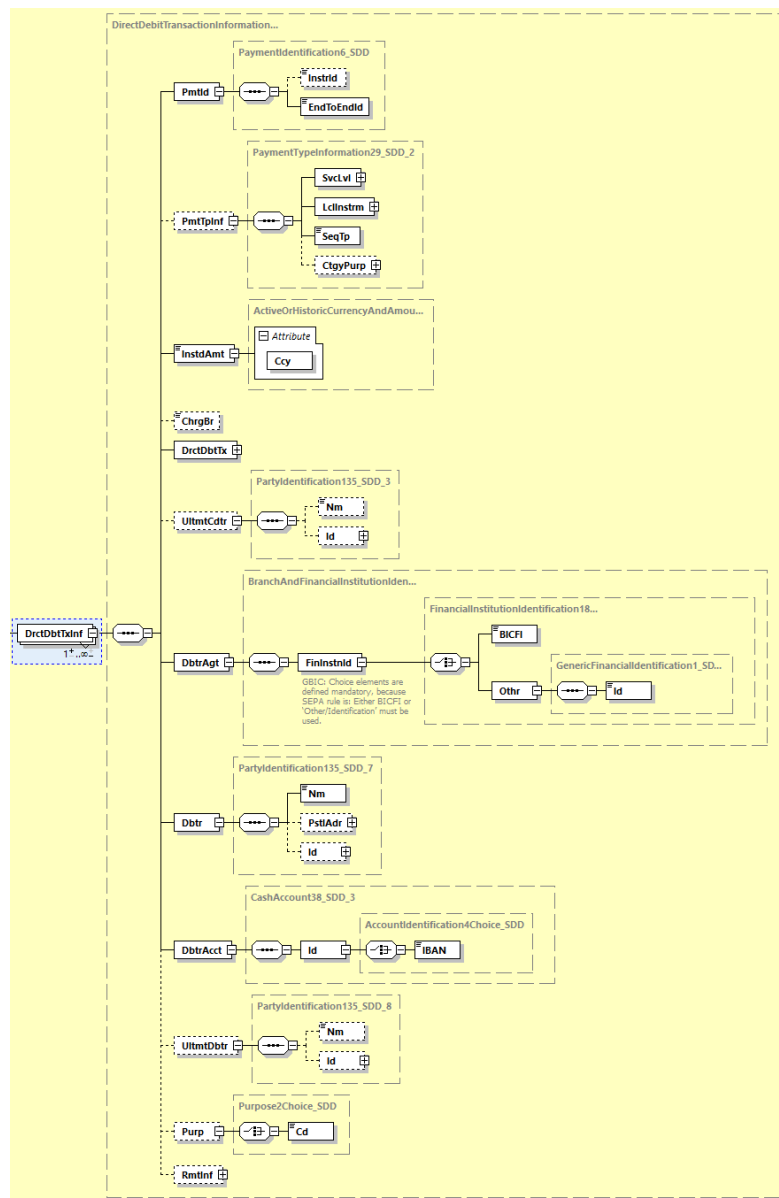 DirectDebitTransactionInformation...
PaymentIdentification6_SDD
InstrId
PmtId
EndToEndId
PaymentTypeInformation29_SDD_2
SvcLvl
LclInstrm
PmtTpInf
SeqTp
CtgyPurp
ActiveOrHistoricCurrencyAndAmou...
Attribute
InstdAmt
Ccy
ChrgBr
DrctDbtTx
PartyIdentification135_SDD_3
Nm
UltmtCdtr
Id
BranchAndFinancialInstitutionIden...
FinancialInstitutionIdentification18...
DrctDbtTxInf
1+..∞
BICFI
GenericFinancialIdentification1_SD...
DbtrAgt
FinInstnId
Othr
Id
GBIC: Choice elements are
defined mandatory, because
SEPA rule is: Either BICFI or
'Other/Identification' must be
used.
PartyIdentification135_SDD_7
Nm
Dbtr
PstlAdr
Id
CashAccount38_SDD_3
AccountIdentification4Choice_SDD
DbtrAcct
Id
IBAN
PartyIdentification135_SDD_8
Nm
UltmtDbtr
Id
Purpose2Choice_SDD
Purp
Cd
RmtInf